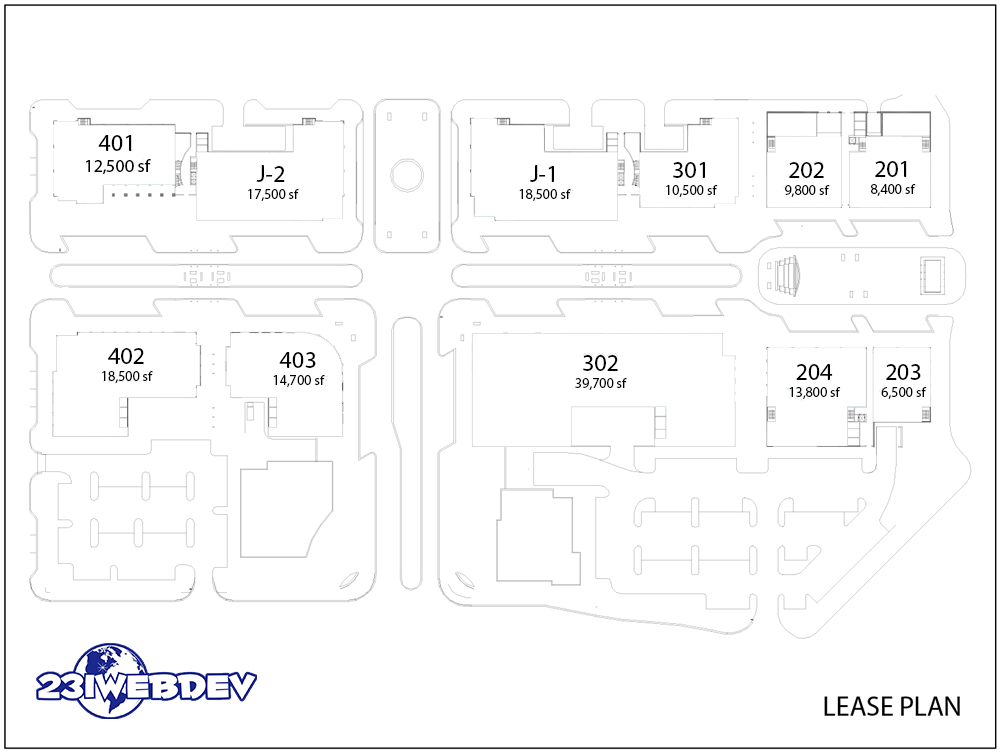 401
12,500 sf
J-2
17,500 sf
J-1
18,500 sf
301
10,500 sf
202
9,800 sf
201
8,400 sf
402
18,500 sf
403
14,700 sf
302
39,700 sf
204
13,800 sf
203
6,500 sf
231WEBDEV
LEASE PLAN